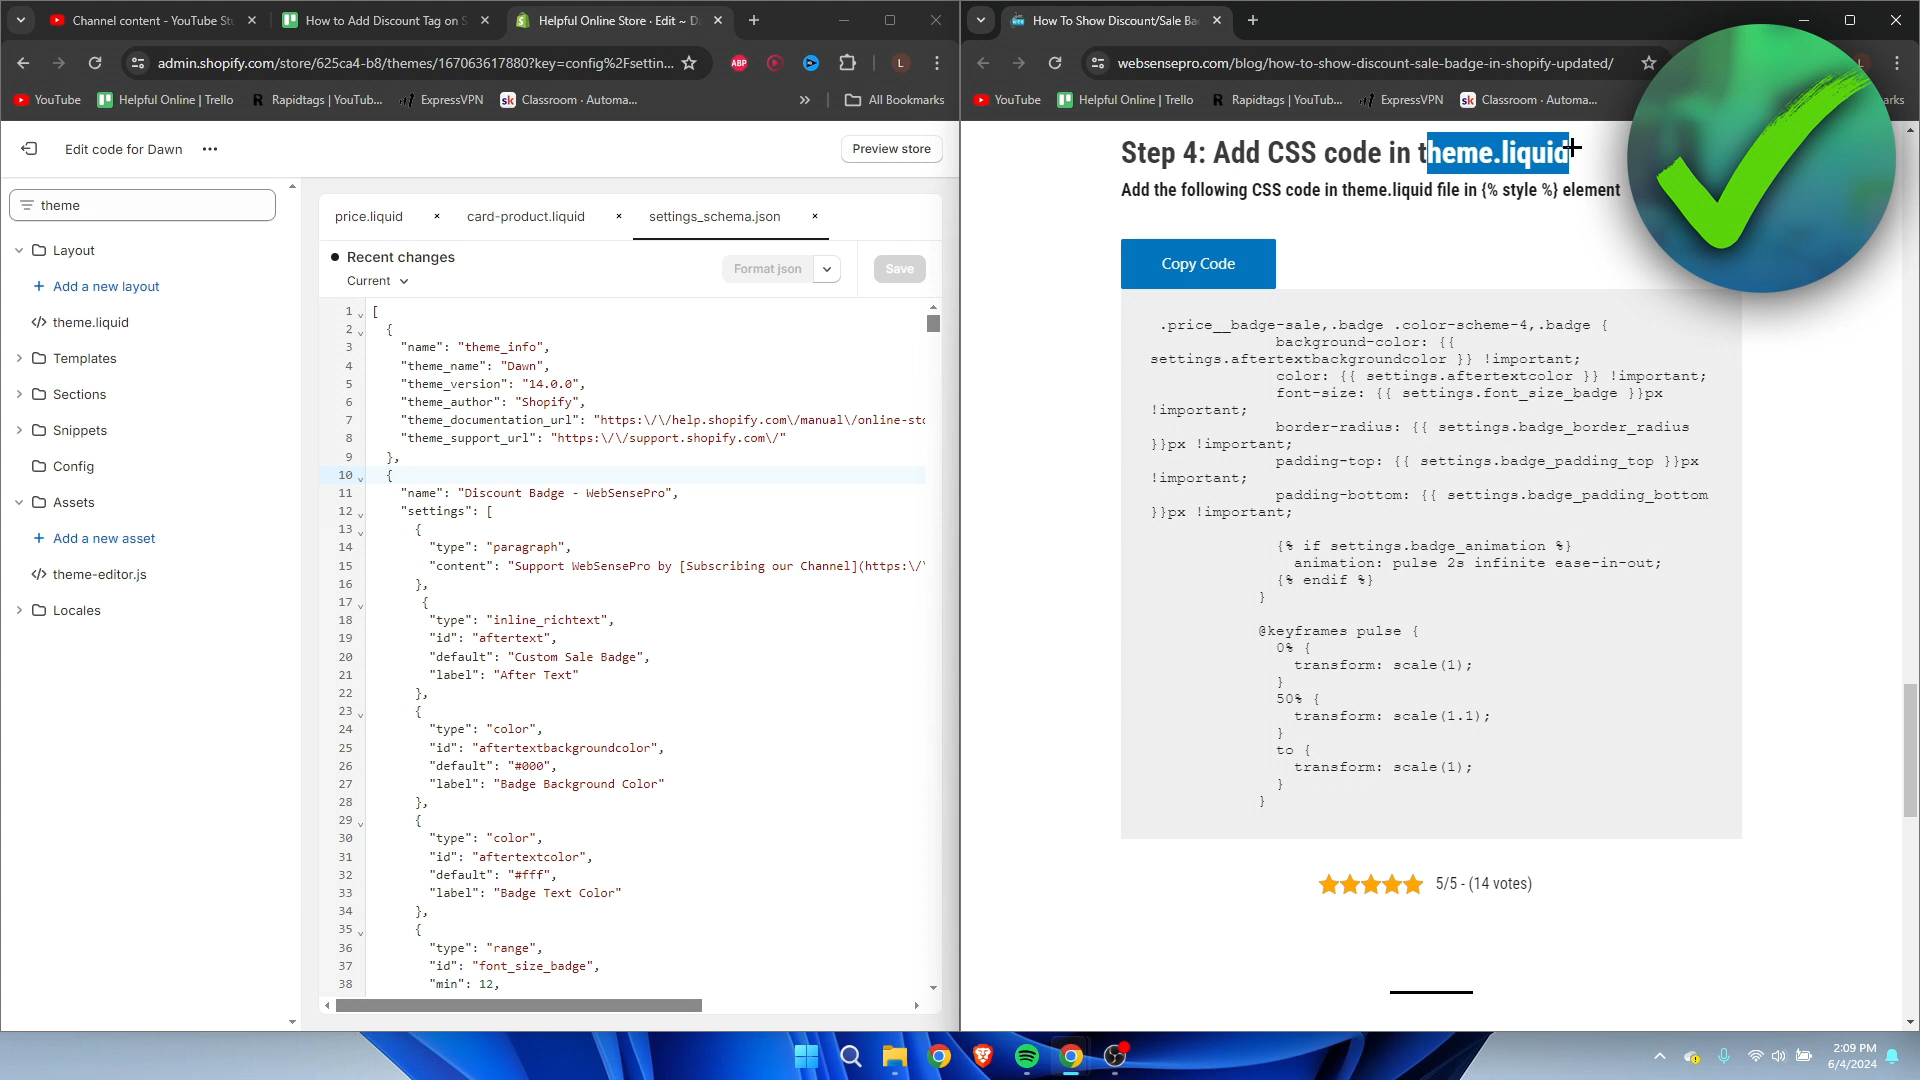 Channel content - YouTube St
How to Add Discount Tag on S
Helpful Online Store · Edit ~ D
admin.shopify.com/store/625ca4-b8/themes/167063617880?key=config%2Fsettin...
ABP
L
YouTube
Helpful Online | Trello
Rapidtags | YouTub...
ExpressVPN
sk
Classroom - Automa...
All Bookmarks
Edit code for Dawn
Preview store
theme
Layout
Add a new layout
theme.liquid
Templates
Sections
Snippets
Config
Assets
Add a new asset
theme-editor.js
Locales
price.liquid
card-product.liquid
settings_schema.json
Recent changes
Current
Format json
Save
1 [
2 {
3 "name": "theme_info",
4 "theme_name": "Dawn",
5 "theme_version": "14.0.0",
6 "theme_author": "Shopify",
7 "theme_documentation_url": "https:\/\/help.shopify.com\/manual\/online-sto
8 "theme_support_url": "https:\/\/support.shopify.com\/"
9 },
10 {
11 "name": "Discount Badge - WebSensePro",
12 "settings": [
13 {
14 "type": "paragraph",
15 "content": "Support WebSensePro by [Subscribing our Channel](https:\/\
16 },
17 {
18 "type": "inline_richtext",
19 "id": "aftertext",
20 "default": "Custom Sale Badge",
21 "label": "After Text"
22 },
23 {
24 "type": "color",
25 "id": "aftertextbackgroundcolor",
26 "default": "#000",
27 "label": "Badge Background Color"
28 },
29 {
30 "type": "color",
31 "id": "aftertextcolor",
32 "default": "#fff",
33 "label": "Badge Text Color"
34 },
35 {
36 "type": "range",
37 "id": "font_size_badge",
38 "min": 12,
How To Show Discount/Sale Ba
websensepro.com/blog/how-to-show-discount-sale-badge-in-shopify-updated/
YouTube
Helpful Online | Trello
Rapidtags | YouTub...
ExpressVPN
sk
Classroom - Automa...
arks
Step 4: Add CSS code in theme.liquid
Add the following CSS code in theme.liquid file in {% style %} element
Copy Code
.price__badge-sale,.badge .color-scheme-4,.badge {
background-color: {{
settings.aftertextbackgroundcolor }} !important;
color: {{ settings.aftertextcolor }} !important;
font-size: {{ settings.font_size_badge }}px
!important;
border-radius: {{ settings.badge_border_radius
}}px !important;
padding-top: {{ settings.badge_padding_top }}px
!important;
padding-bottom: {{ settings.badge_padding_bottom
}}px !important;
{% if settings.badge_animation %}
animation: pulse 2s infinite ease-in-out;
{% endif %}
}
@keyframes pulse {
0% {
transform: scale(1);
}
50% {
transform: scale(1.1);
}
to {
transform: scale(1);
}
}
5/5 - (14 votes)
2:09 PM
6/4/2024